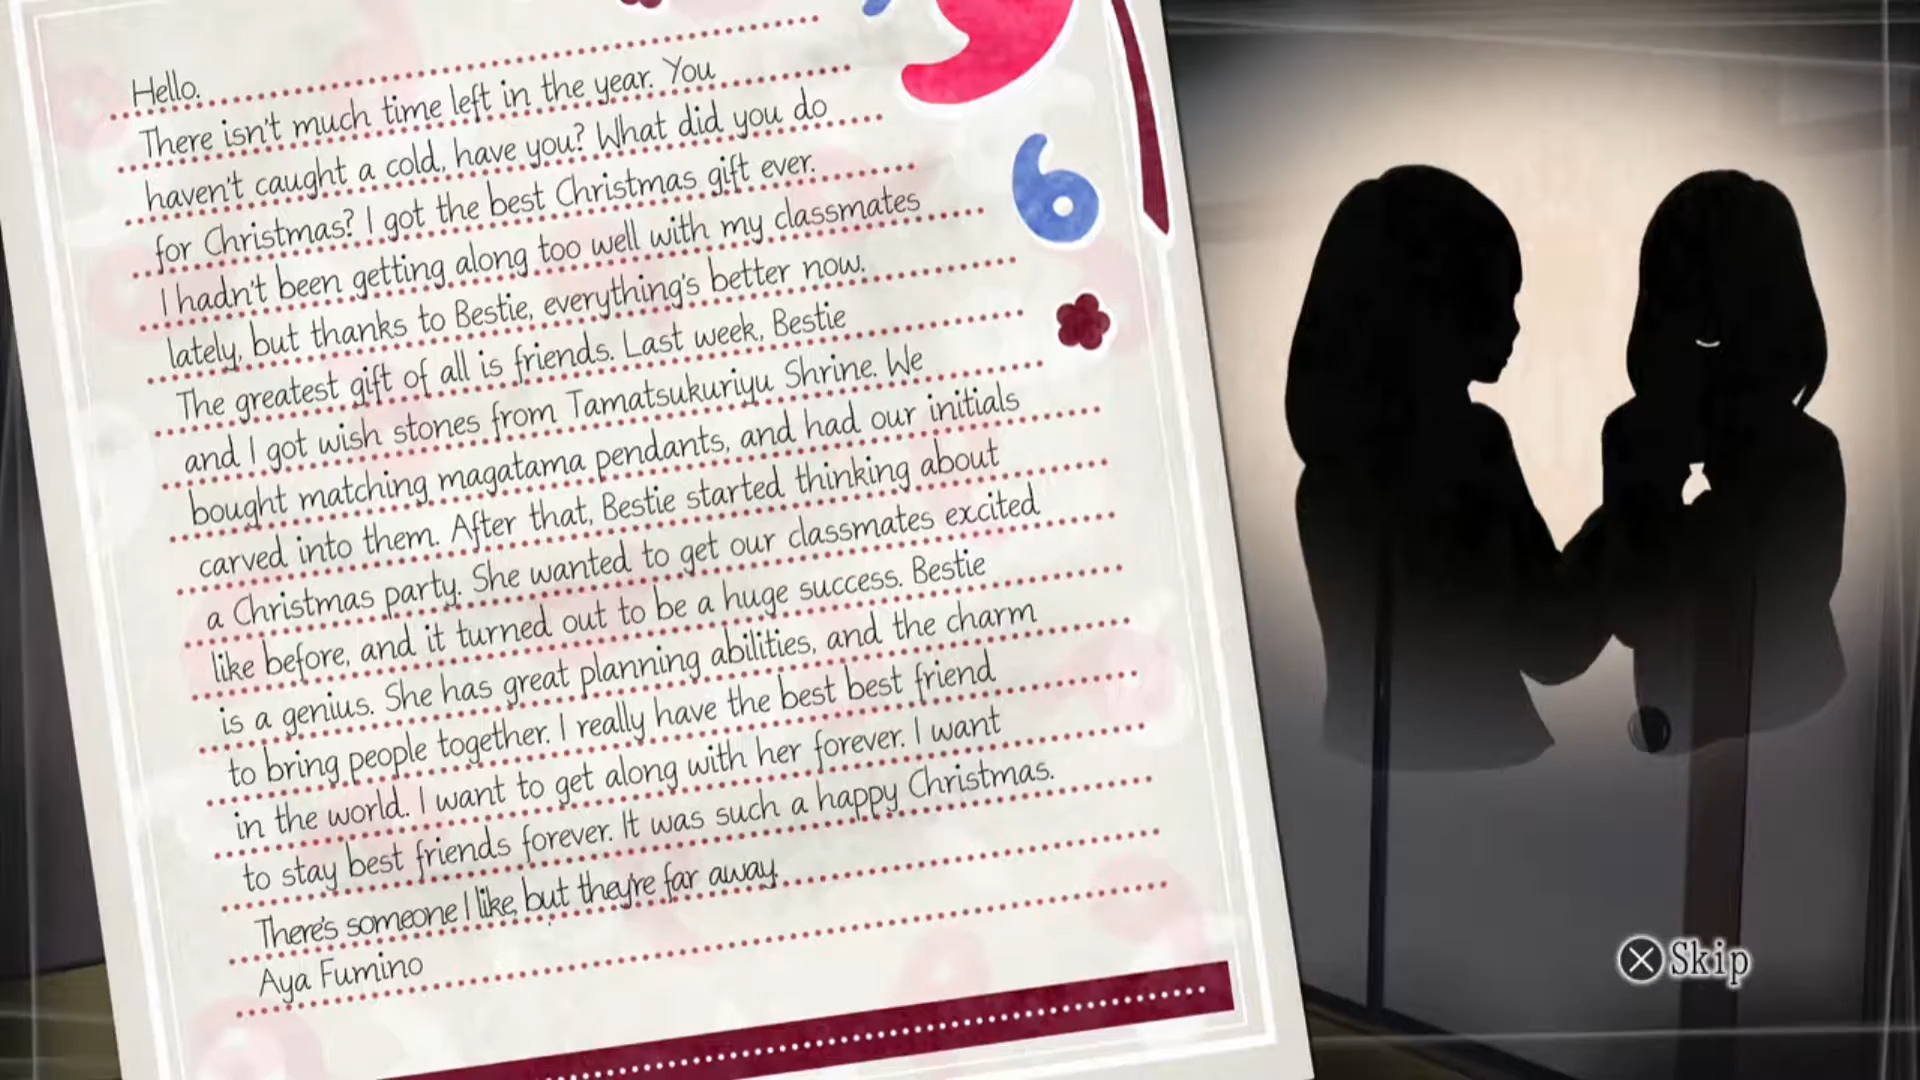 Hello.
There isn't much time left in the year. You
haven't caught a cold, have you? What did you do
for Christmas? I got the best Christmas gift ever.
I hadn't been getting along too well with my classmates
lately, but thanks to Bestie, everything's better now.
The greatest gift of all is friends. Last week, Bestie
and I got wish stones from Tamatsukuriyu Shrine. We
bought matching magatama pendants, and had our initials
carved into them. After that, Bestie started thinking about
a Christmas party. She wanted to get our classmates excited
like before, and it turned out to be a huge success. Bestie
is a genius. She has great planning abilities, and the charm
to bring people together. I really have the best best friend
in the world. I want to get along with her forever. I want
to stay best friends forever. It was such a happy Christmas.
There's someone I like, but they're far away.
Aya Fumino
Skip